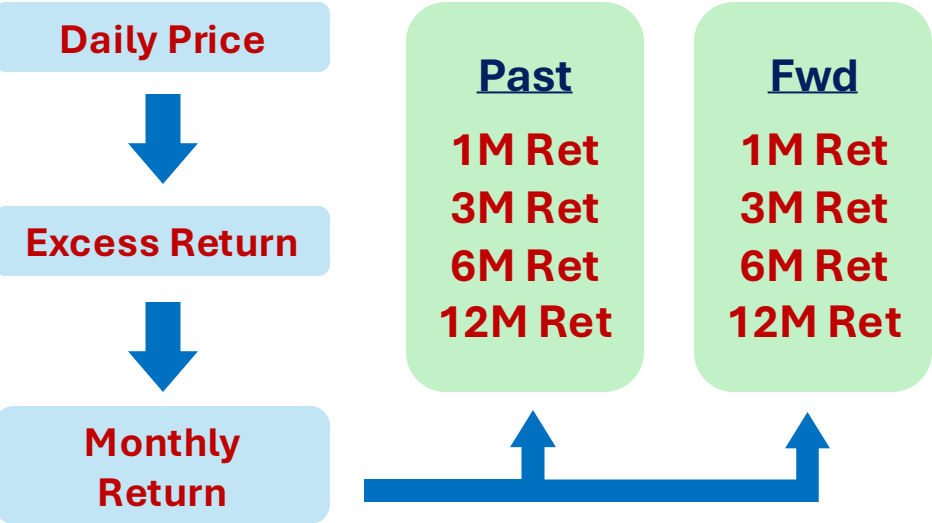 Daily Price
Excess Return
Monthly
Return
Past
1M Ret
3M Ret
6M Ret
12M Ret
Fwd
1M Ret
3M Ret
6M Ret
12M Ret